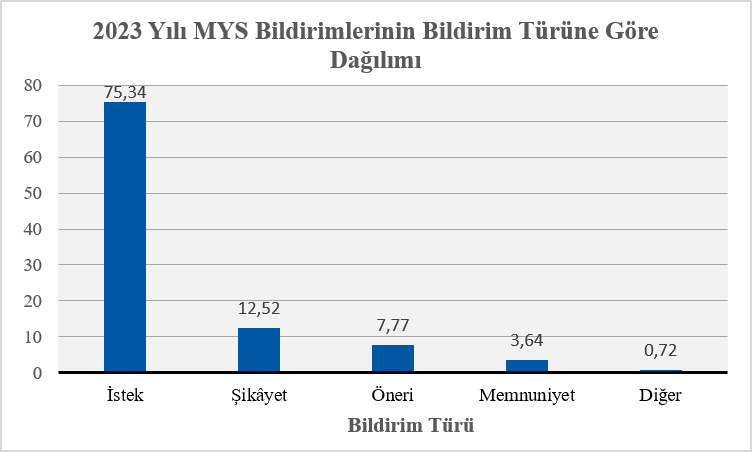 2023 Yılı MYS Bildirimlerinin Bildirim Türüne Göre
Dağılımı
80
70
60
50
40
30
20
10
0
75,34
12,52
7,77
3,64
0,72
İstek
Şikâyet
Öneri
Memnuniyet
Diğer
Bildirim Türü